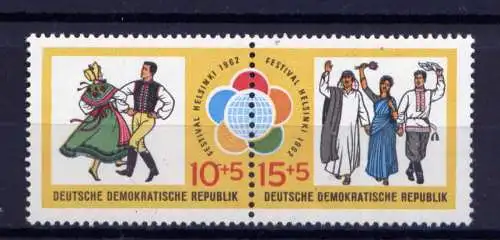 FESTIVAL HELSINKI 1962
10+5
DEUTSCHE DEMOKRATISCHE REPUBLIK
FESTIVAL HELSINKI 1962
15+5
DEUTSCHE DEMOKRATISCHE REPUBLIK